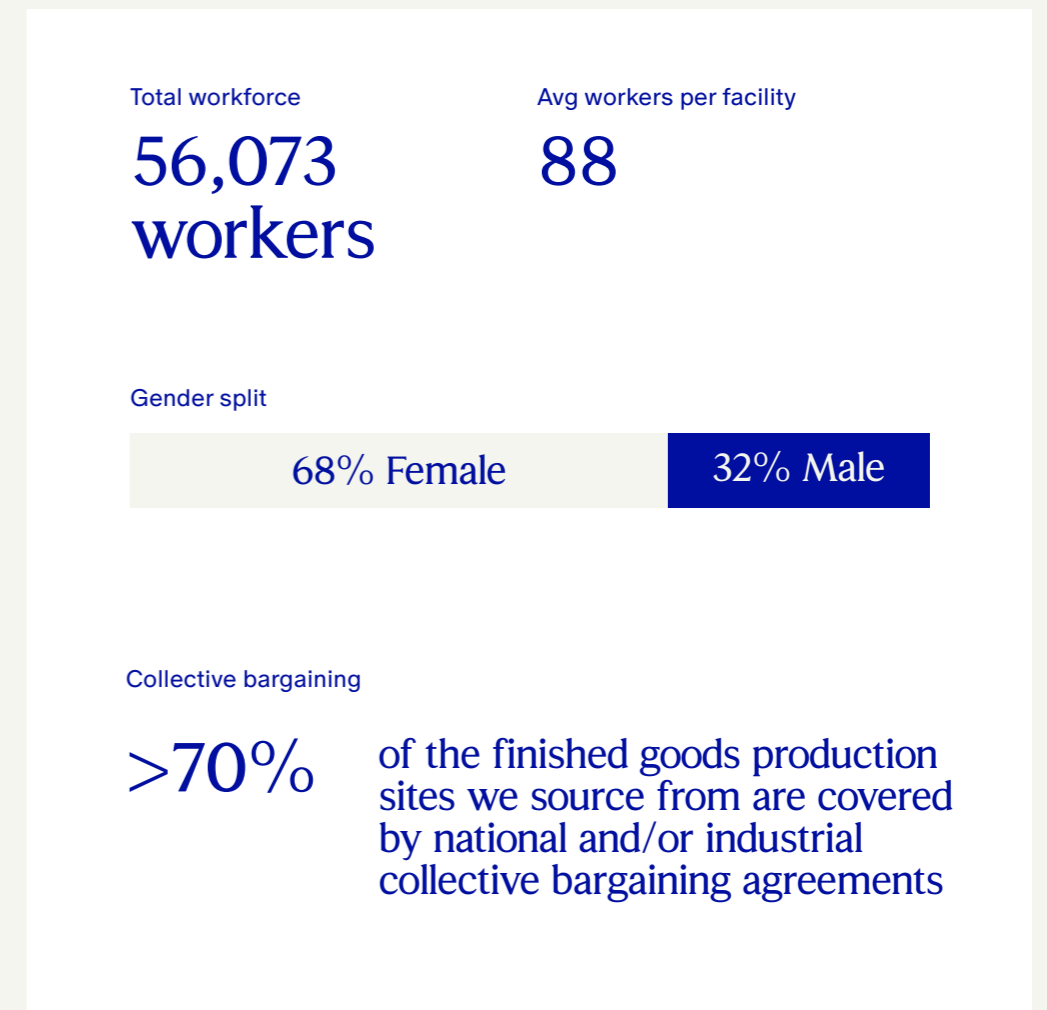 Total workforce
56,073
workers
Avg workers per facility
88
Gender split
68% Female
32% Male
Collective bargaining
>70%
of the finished goods production
sites we source from are covered
by national and/or industrial
collective bargaining agreements